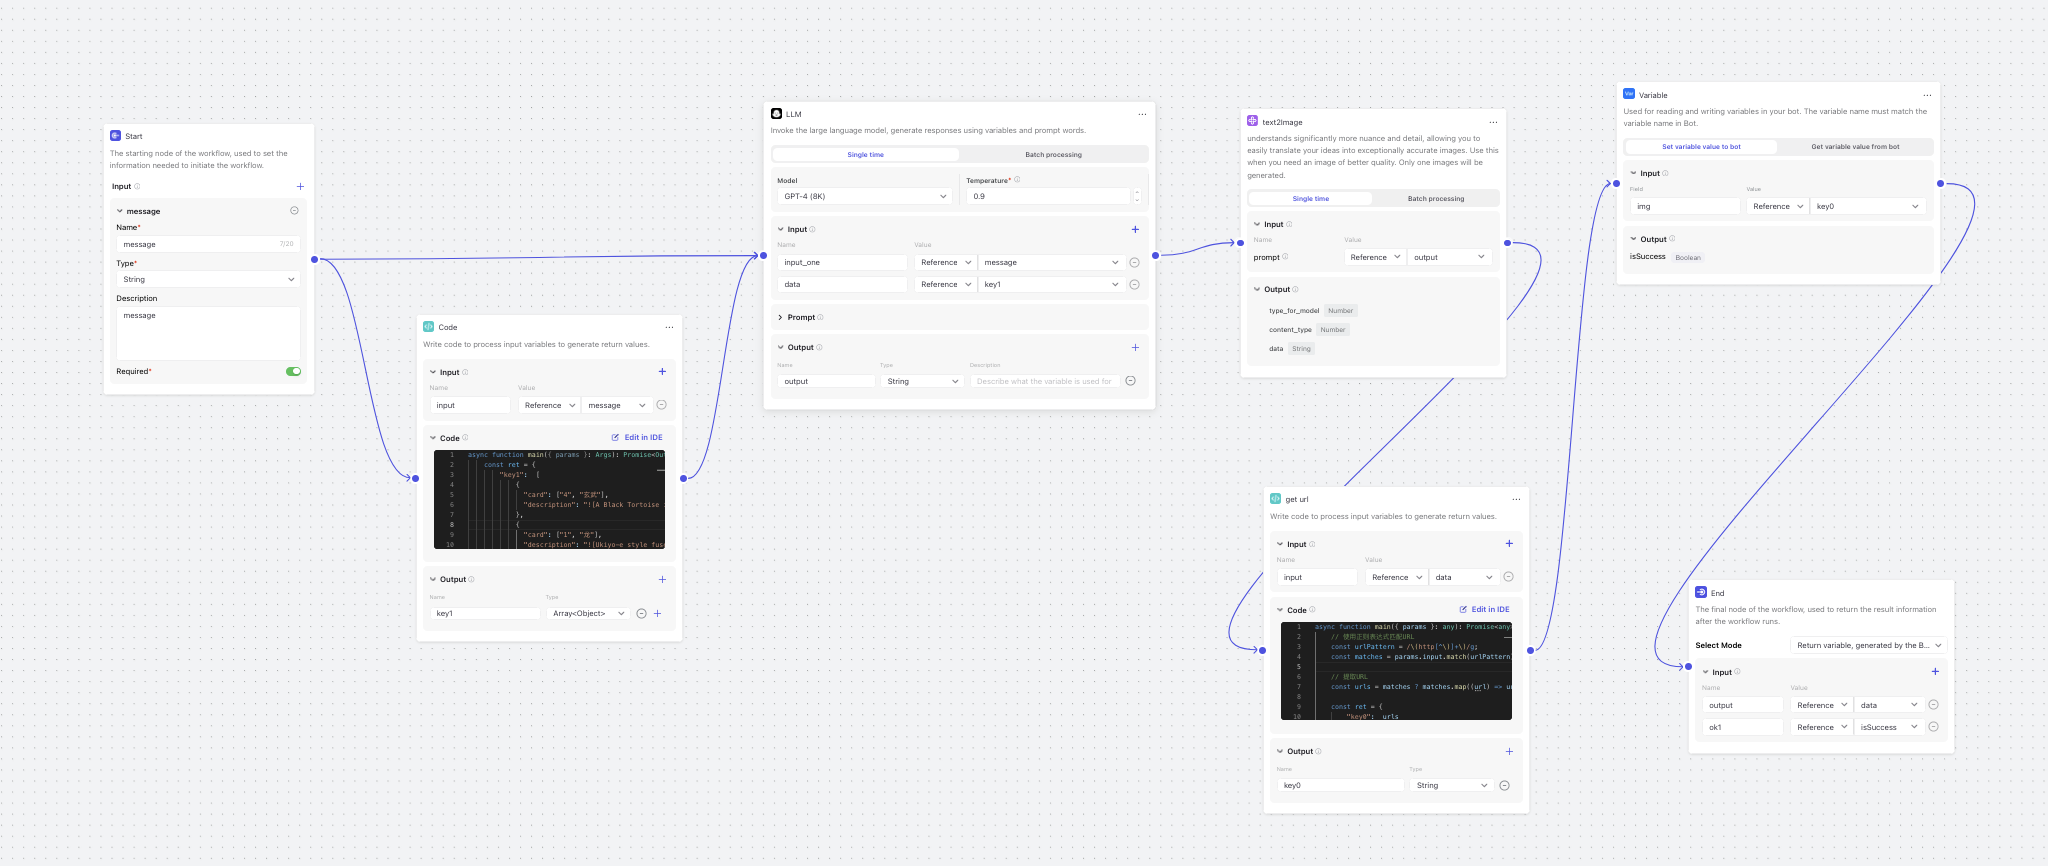 Start
The starting node of the workflow, used to set the
information needed to initiate the workflow.
Input
message
Name*
message 7/20
Type*
String
Description
message
Required*
Code
Write code to process input variables to generate return values.
Input
Name Value
input Reference message
Code Edit in IDE
1 async function main({ params }: Args): Promise<Ou
2 const ret = {
3 "key1": [
4 {
5 "card": ["4", "玄武"],
6 "description": "![A Black Tortoise
7 },
8 {
9 "card": ["1", "龙"],
10 "description": "![Ukiyo-e style fus
Output
Name Type
key1 Array<Object>
LLM
Invoke the large language model, generate responses using variables and prompt words.
Single time Batch processing
Model Temperature*
GPT-4 (8K) 0.9
Input
Name Value
input_one Reference message
data Reference key1
Prompt
Output
Name Type Description
output String Describe what the variable is used for
text2Image
understands significantly more nuance and detail, allowing you to
easily translate your ideas into exceptionally accurate images. Use this
when you need an image of better quality. Only one images will be
generated.
Single time Batch processing
Input
Name Value
prompt Reference output
Output
type_for_model Number
content_type Number
data String
get url
Write code to process input variables to generate return values.
Input
Name Value
input Reference data
Code Edit in IDE
1 async function main({ params }: any): Promise<any
2 // 使用正则表达式匹配URL
3 const urlPattern = /\(http[^\)]+\)/g;
4 const matches = params.input.match(urlPattern
5
6 // 提取URL
7 const urls = matches ? matches.map((url) => u
8
9 const ret = {
10 "key0": urls
Output
Name Type
key0 String
Var Variable
Used for reading and writing variables in your bot. The variable name must match the
variable name in Bot.
Set variable value to bot Get variable value from bot
Input
Field Value
img Reference key0
Output
isSuccess Boolean
End
The final node of the workflow, used to return the result information
after the workflow runs.
Select Mode Return variable, generated by the B...
Input
Name Value
output Reference data
ok1 Reference isSuccess